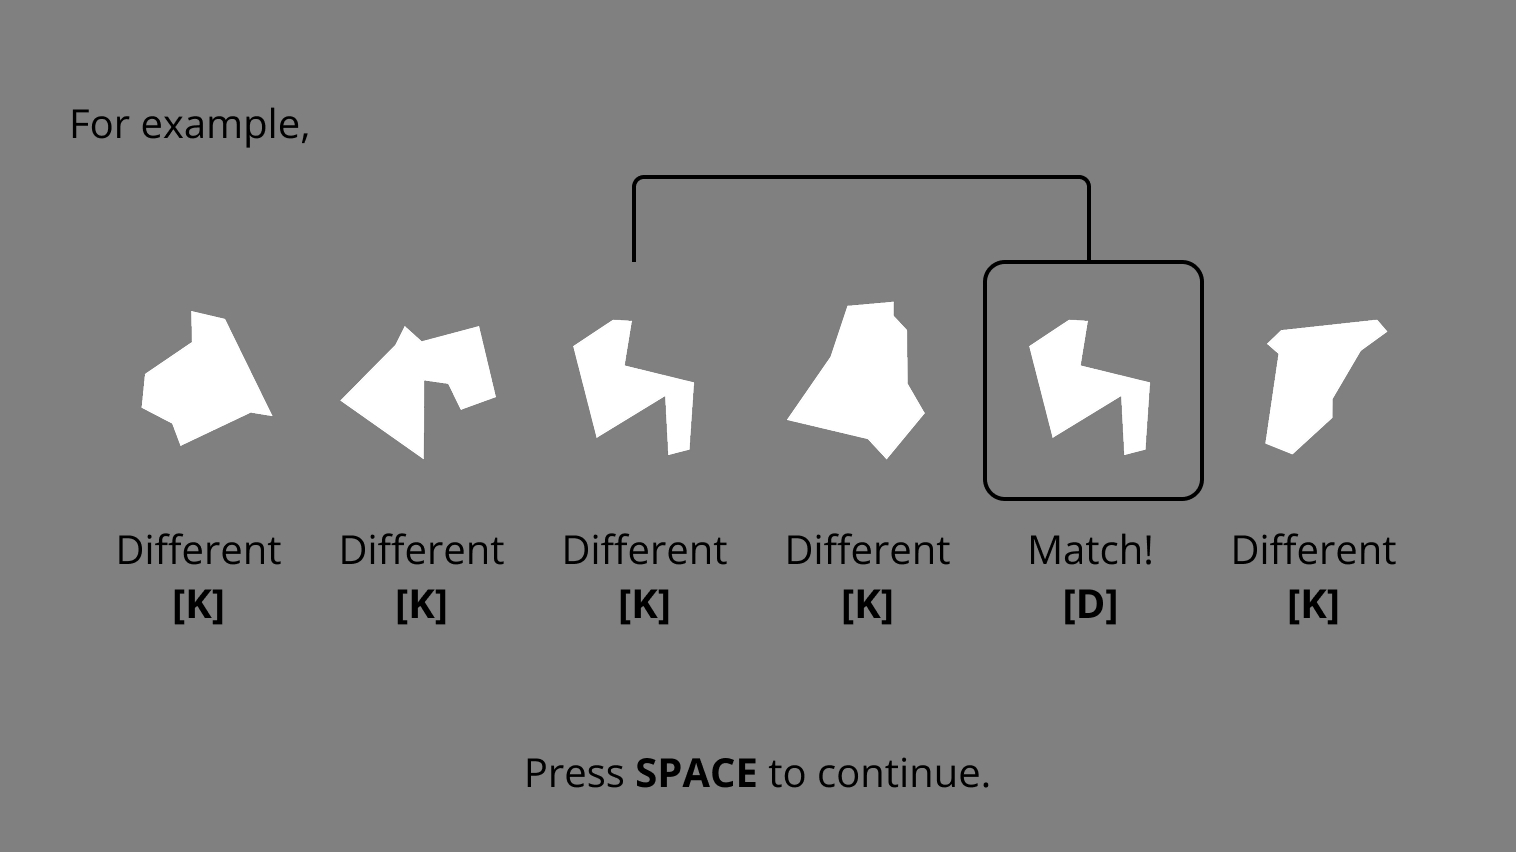 For example,
Different Different Different Different Match! Different
[K] [K] [K] [K] [D] [K]
Press SPACE to continue.